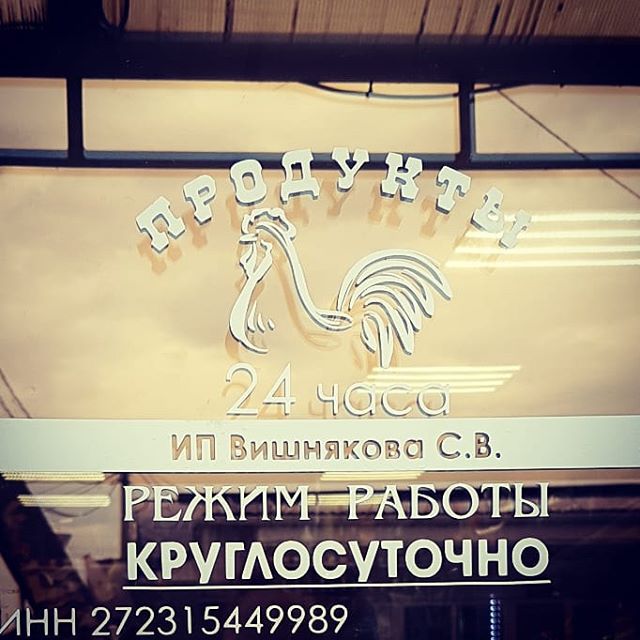 ПРОДУКТЫ
24 часа
ИП Вишнякова С.В.
РЕЖИМ РАБОТЫ
КРУГЛОСУТОЧНО
ИНН 272315449989